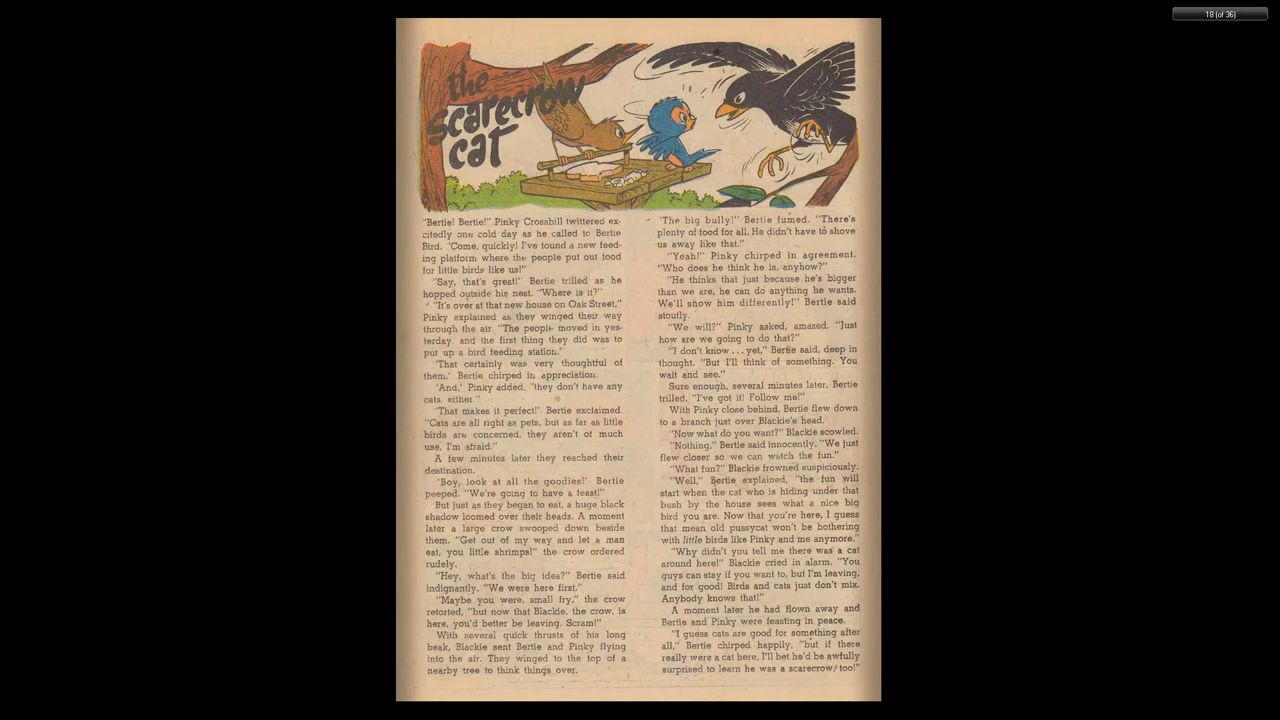 18 (of 36)
the
scarecrow
cat
"Bertie! Bertie!" Pinky Crossbill twittered ex-
citedly one cold day as he called to Bertie
Bird. "Come, quickly! I've found a new feed-
ing platform where the people put out food
for little birds like us!"
"Say, that's great!" Bertie trilled as he
hopped outside his nest. "Where is it?"
"It's over at that new house on Oak Street,"
Pinky explained as they winged their way
through the air. "The people moved in yes-
terday, and the first thing they did was to
put up a bird feeding station."
"That certainly was very thoughtful of
them," Bertie chirped in appreciation.
"And," Pinky added, "they don't have any
cats, either."
"That makes it perfect!" Bertie exclaimed.
"Cats are all right as pets, but as far as little
birds are concerned, they aren't of much
use, I'm afraid."
A few minutes later they reached their
destination.
"Boy, look at all the goodies!" Bertie
peeped. "We're going to have a feast!"
But just as they began to eat, a huge black
shadow loomed over their heads. A moment
later a large crow swooped down beside
them. "Get out of my way and let a man
eat, you little shrimps!" the crow ordered
rudely.
"Hey, what's the big idea?" Bertie said
indignantly. "We were here first."
"Maybe you were, small fry," the crow
retorted, "but now that Blackie, the crow, is
here, you'd better be leaving. Scram!"
With several quick thrusts of his long
beak, Blackie sent Bertie and Pinky flying
into the air. They winged to the top of a
nearby tree to think things over.
"The big bully!" Bertie fumed. "There's
plenty of food for all. He didn't have to shove
us away like that."
"Yeah!" Pinky chirped in agreement.
"Who does he think he is, anyhow?"
"He thinks that just because he's bigger
than we are, he can do anything he wants.
We'll show him differently!" Bertie said
stoutly.
"We will?" Pinky asked, amazed. "Just
how are we going to do that?"
"I don't know . . . yet," Bertie said, deep in
thought. "But I'll think of something. You
wait and see."
Sure enough, several minutes later, Bertie
trilled, "I've got it! Follow me!"
With Pinky close behind, Bertie flew down
to a branch just over Blackie's head.
"Now what do you want?" Blackie scowled.
"Nothing," Bertie said innocently. "We just
flew closer so we can watch the fun."
"What fun?" Blackie frowned suspiciously.
"Well," Bertie explained, "the fun will
start when the cat who is hiding under that
bush by the house sees what a nice big
bird you are. Now that you're here, I guess
that mean old pussycat won't be bothering
with little birds like Pinky and me anymore."
"Why didn't you tell me there was a cat
around here!" Blackie cried in alarm. "You
guys can stay if you want to, but I'm leaving,
and for good! Birds and cats just don't mix.
Anybody knows that!"
A moment later he had flown away and
Bertie and Pinky were feasting in peace.
"I guess cats are good for something after
all," Bertie chirped happily, "but if there
really were a cat here, I'll bet he'd be awfully
surprised to learn he was a scarecrow, too!"